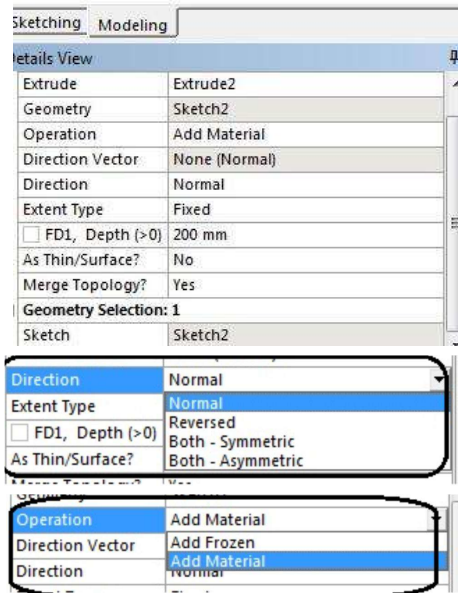 Sketching Modeling
Details View
Extrude Extrude2
Geometry Sketch2
Operation Add Material
Direction Vector None (Normal)
Direction Normal
Extent Type Fixed
FD1, Depth (>0) 200 mm
As Thin/Surface? No
Merge Topology? Yes
Geometry Selection: 1
Sketch Sketch2
Direction Normal
Extent Type Normal
FD1, Depth (>0) Reversed
Both - Symmetric
As Thin/Surface? Both - Asymmetric
Operation Add Material
Direction Vector Add Frozen
Add Material
Direction Normal